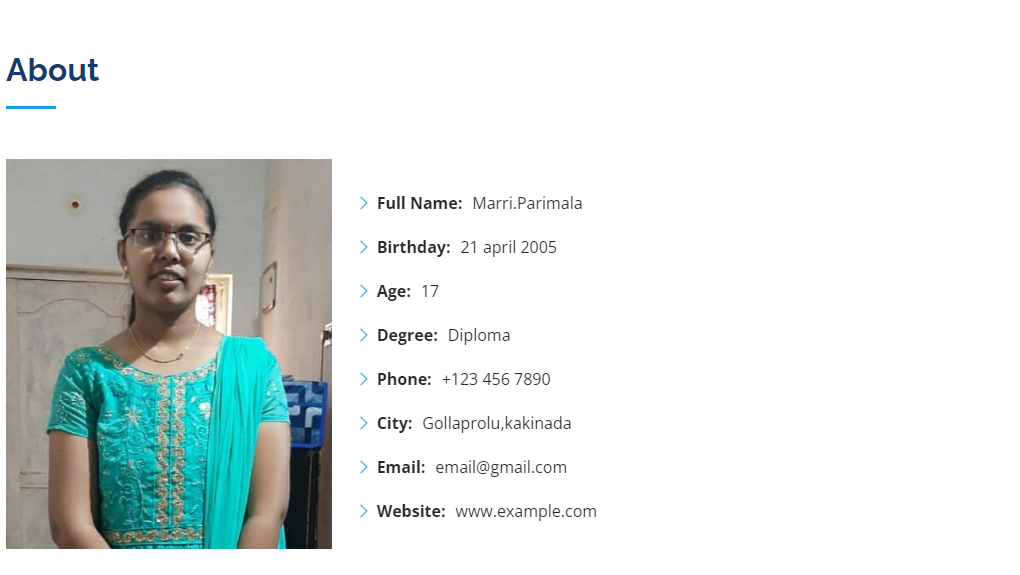 About
Full Name: Marri.Parimala
Birthday: 21 april 2005
Age: 17
Degree: Diploma
Phone: +123 456 7890
City: Gollaprolu,kakinada
Email: email@gmail.com
Website: www.example.com